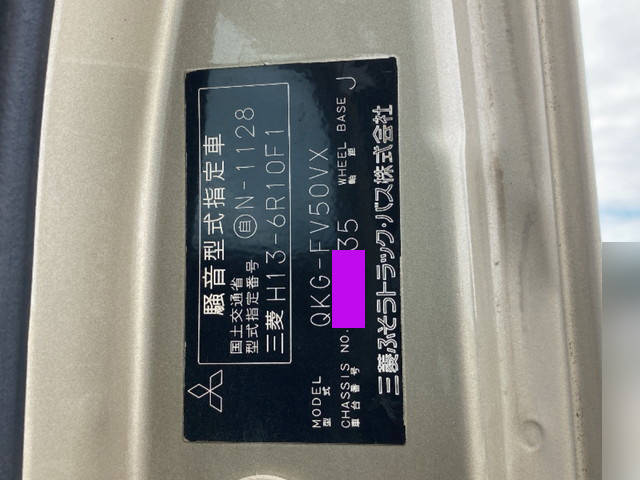 騒音型式指定車
国土交通省
型式指定番号 自N-1128
三菱 H13-6R10F1
MODEL
型式 QKG-FV50VX
CHASSIS NO. 35 WHEEL BASE J
車台番号 軸距
三菱ふそうトラック・バス株式会社